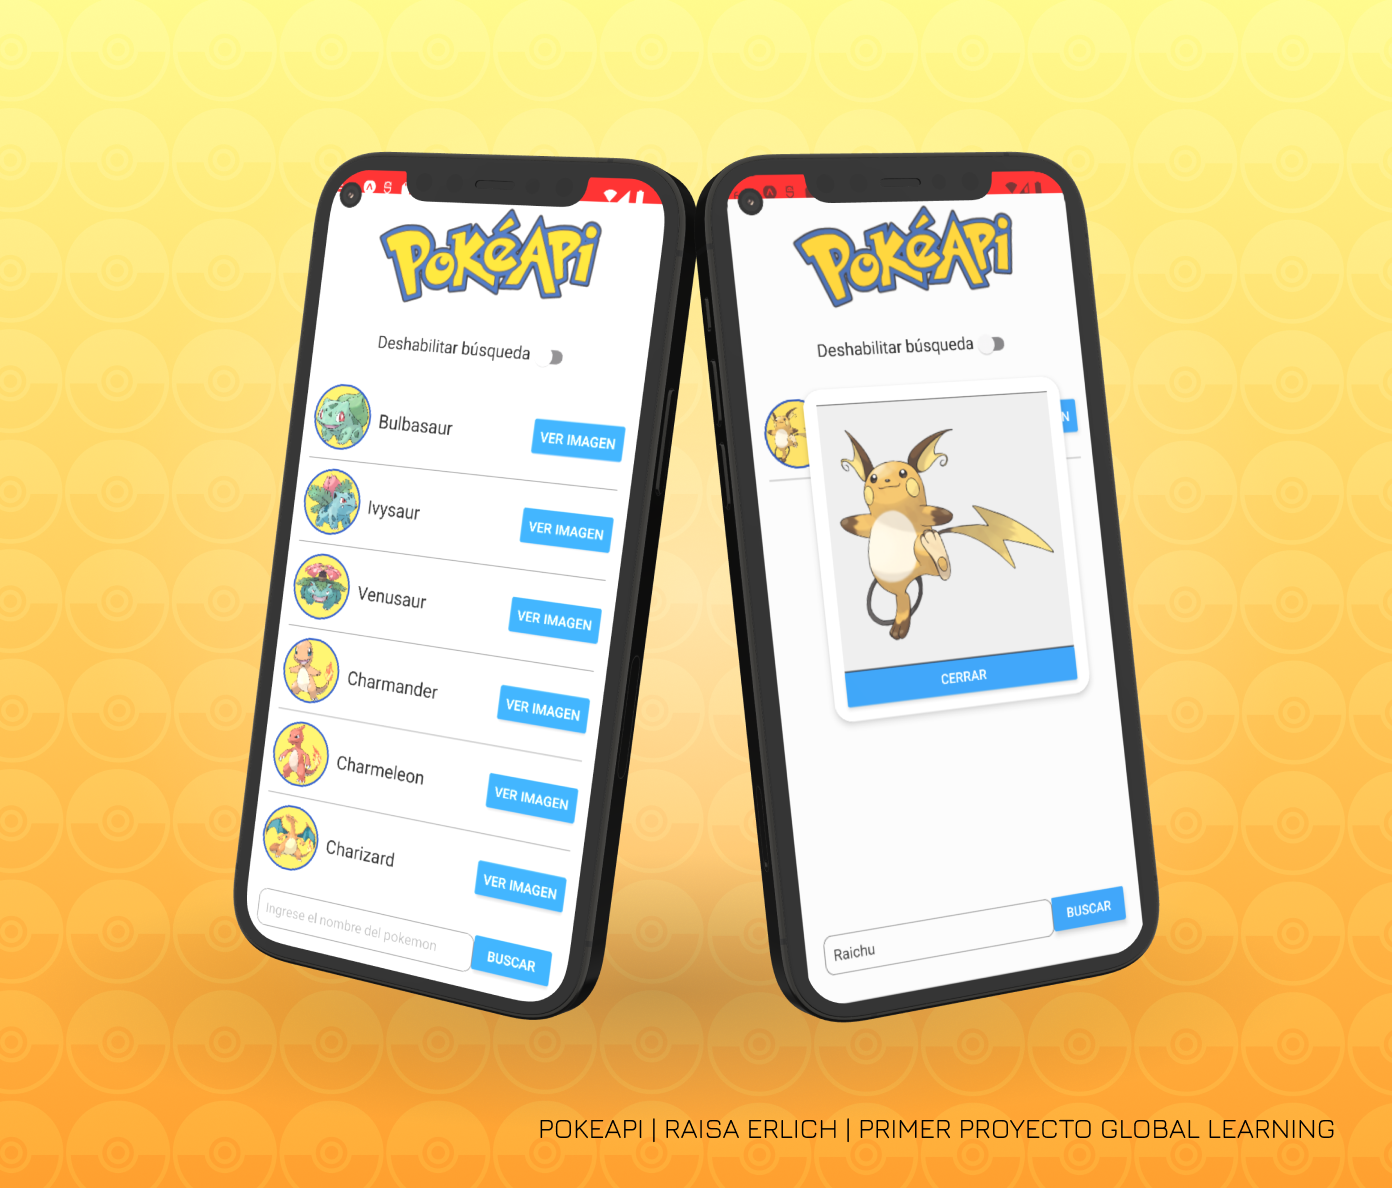 PokéApi
Deshabilitar búsqueda
Bulbasaur
VER IMAGEN
Ivysaur
VER IMAGEN
Venusaur
VER IMAGEN
Charmander
VER IMAGEN
Charmeleon
VER IMAGEN
Charizard
VER IMAGEN
Ingrese el nombre del pokemon
BUSCAR
PokéApi
Deshabilitar búsqueda
N
CERRAR
Raichu
BUSCAR
POKEAPI | RAISA ERLICH | PRIMER PROYECTO GLOBAL LEARNING